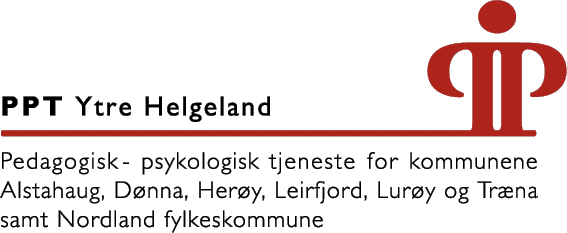 PPT Ytre Helgeland
Pedagogisk- psykologisk tjeneste for kommunene
Alstahaug, Dønna, Herøy, Leirfjord, Lurøy og Træna
samt Nordland fylkeskommune